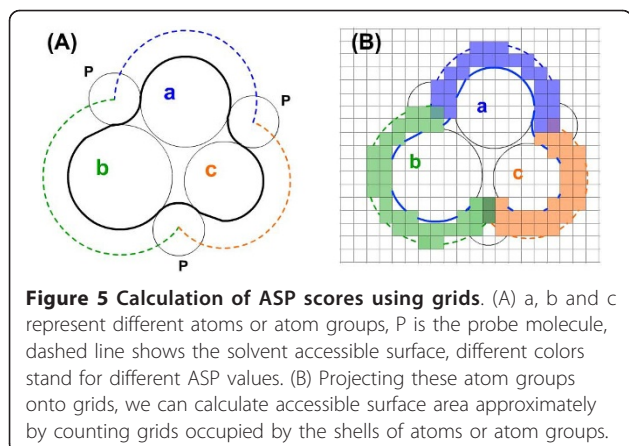 (A)
P
a
P
b
c
P
(B)
a
b
c
Figure 5 Calculation of ASP scores using grids. (A) a, b and c
represent different atoms or atom groups, P is the probe molecule,
dashed line shows the solvent accessible surface, different colors
stand for different ASP values. (B) Projecting these atom groups
onto grids, we can calculate accessible surface area approximately
by counting grids occupied by the shells of atoms or atom groups.